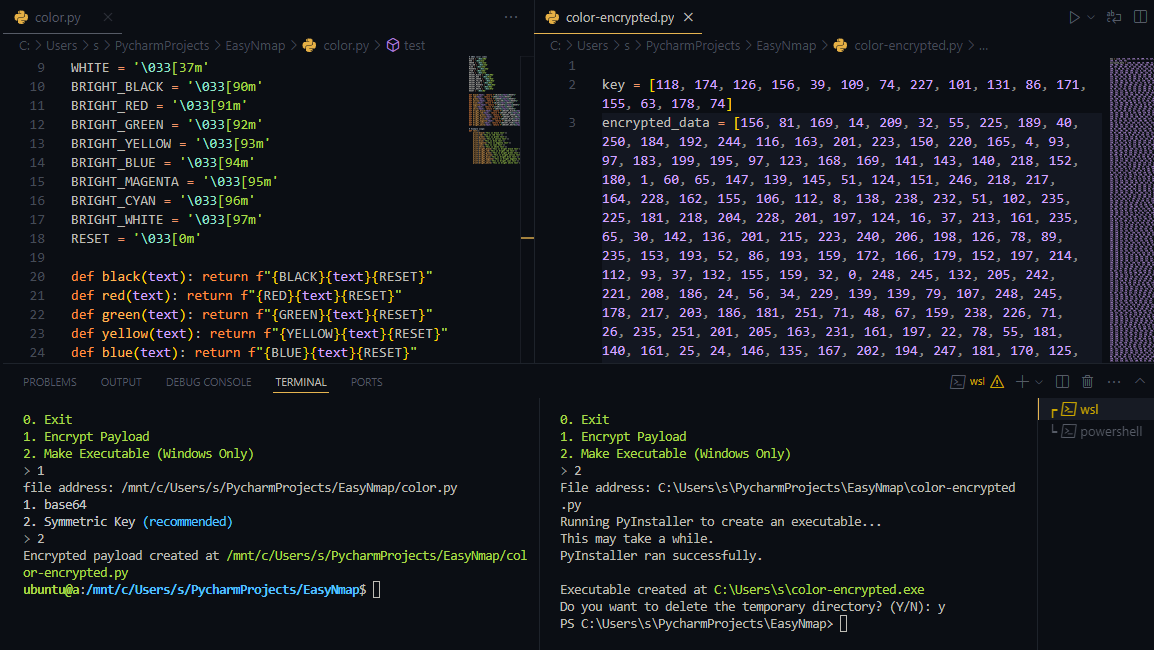 color.py
C: > Users > s > PycharmProjects > EasyNmap > color.py > test
9 WHITE = '\033[37m'
10 BRIGHT_BLACK = '\033[90m'
11 BRIGHT_RED = '\033[91m'
12 BRIGHT_GREEN = '\033[92m'
13 BRIGHT_YELLOW = '\033[93m'
14 BRIGHT_BLUE = '\033[94m'
15 BRIGHT_MAGENTA = '\033[95m'
16 BRIGHT_CYAN = '\033[96m'
17 BRIGHT_WHITE = '\033[97m'
18 RESET = '\033[0m'
19
20 def black(text): return f"{BLACK}{text}{RESET}"
21 def red(text): return f"{RED}{text}{RESET}"
22 def green(text): return f"{GREEN}{text}{RESET}"
23 def yellow(text): return f"{YELLOW}{text}{RESET}"
24 def blue(text): return f"{BLUE}{text}{RESET}"
color-encrypted.py
C: > Users > s > PycharmProjects > EasyNmap > color-encrypted.py > ...
1
2 key = [118, 174, 126, 156, 39, 109, 74, 227, 101, 131, 86, 171,
155, 63, 178, 74]
3 encrypted_data = [156, 81, 169, 14, 209, 32, 55, 225, 189, 40,
250, 184, 192, 244, 116, 163, 201, 223, 150, 220, 165, 4, 93,
97, 183, 199, 195, 97, 123, 168, 169, 141, 143, 140, 218, 152,
180, 1, 60, 65, 147, 139, 145, 51, 124, 151, 246, 218, 217,
164, 228, 162, 155, 106, 112, 8, 138, 238, 232, 51, 102, 235,
225, 181, 218, 204, 228, 201, 197, 124, 16, 37, 213, 161, 235,
65, 30, 142, 136, 201, 215, 223, 240, 206, 198, 126, 78, 89,
235, 153, 193, 52, 86, 193, 159, 172, 166, 179, 152, 197, 214,
112, 93, 37, 132, 155, 159, 32, 0, 248, 245, 132, 205, 242,
221, 208, 186, 24, 56, 34, 229, 139, 139, 79, 107, 248, 245,
178, 217, 203, 186, 181, 251, 71, 48, 67, 159, 238, 226, 71,
26, 235, 251, 201, 205, 163, 231, 161, 197, 22, 78, 55, 181,
140, 161, 25, 24, 146, 135, 167, 202, 194, 247, 181, 170, 125,
PROBLEMS OUTPUT DEBUG CONSOLE TERMINAL PORTS
wsl
0. Exit
1. Encrypt Payload
2. Make Executable (Windows Only)
> 1
file address: /mnt/c/Users/s/PycharmProjects/EasyNmap/color.py
1. base64
2. Symmetric Key (recommended)
> 2
Encrypted payload created at /mnt/c/Users/s/PycharmProjects/EasyNmap/col
or-encrypted.py
ubuntu@a:/mnt/c/Users/s/PycharmProjects/EasyNmap$
0. Exit
1. Encrypt Payload
2. Make Executable (Windows Only)
> 2
File address: C:\Users\s\PycharmProjects\EasyNmap\color-encrypted
.py
Running PyInstaller to create an executable...
This may take a while.
PyInstaller ran successfully.
Executable created at C:\Users\s\color-encrypted.exe
Do you want to delete the temporary directory? (Y/N): y
PS C:\Users\s\PycharmProjects\EasyNmap>
wsl
powershell